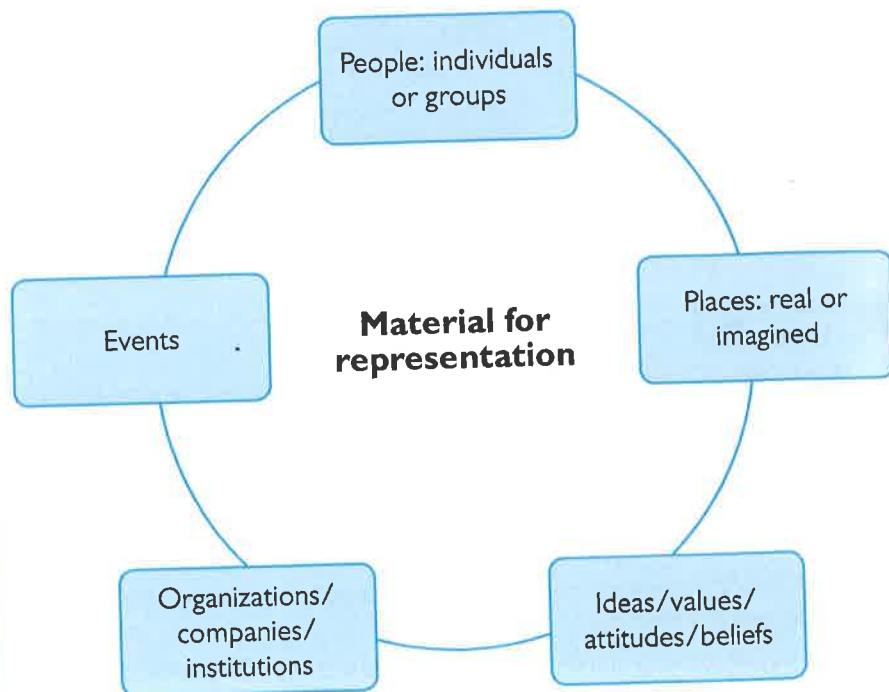 People: individuals
or groups
Places: real or
imagined
Ideas/values/
attitudes/beliefs
Organizations/
companies/
institutions
Events
Material for
representation